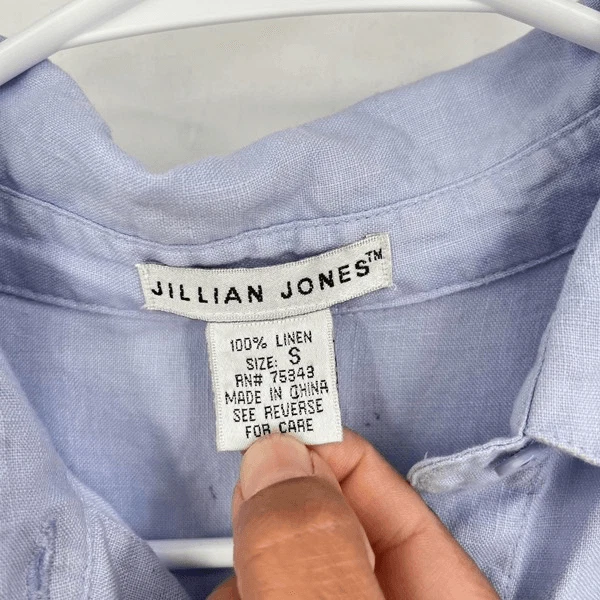 JILLIAN JONES™
100% LINEN
SIZE: S
RN# 75343
MADE IN CHINA
SEE REVERSE
FOR CARE